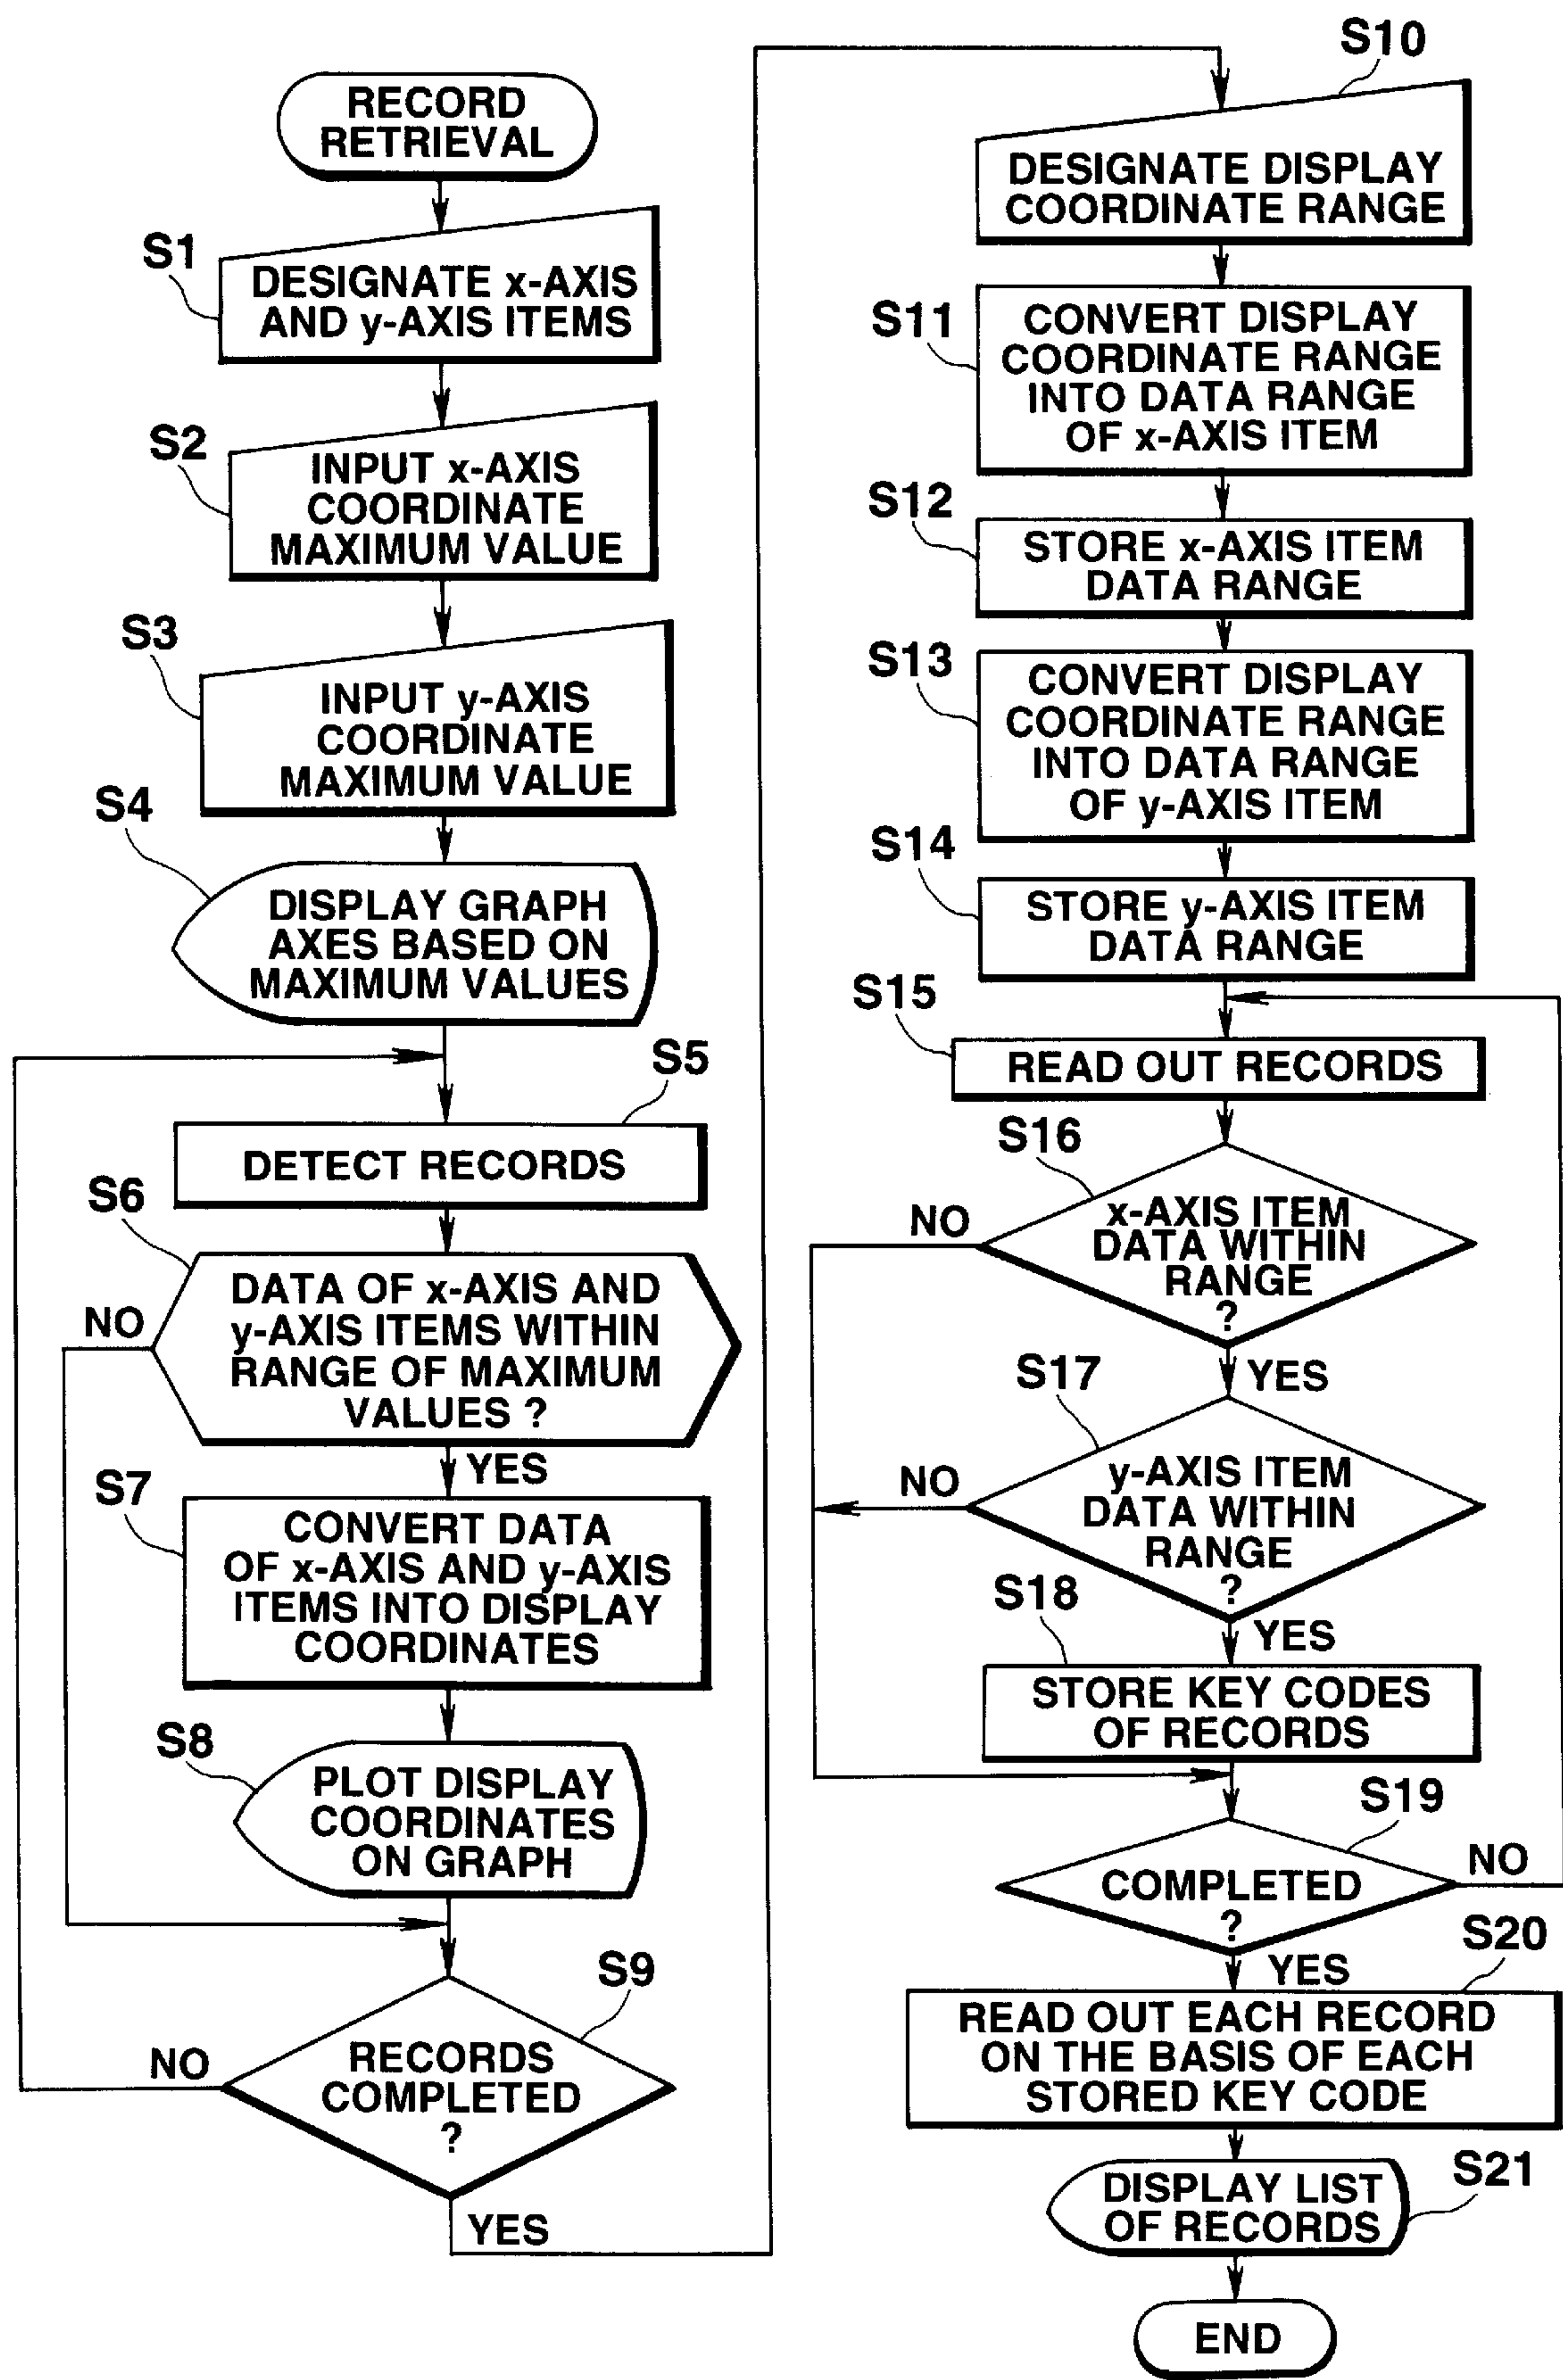 RECORD
RETRIEVAL
S1
DESIGNATE x-AXIS
AND y-AXIS ITEMS
S2
INPUT x-AXIS
COORDINATE
MAXIMUM VALUE
S3
INPUT y-AXIS
COORDINATE
MAXIMUM VALUE
S4
DISPLAY GRAPH
AXES BASED ON
MAXIMUM VALUES
S5
DETECT RECORDS
S6
DATA OF x-AXIS AND
y-AXIS ITEMS WITHIN
RANGE OF MAXIMUM
VALUES ?
NO
YES
S7
CONVERT DATA
OF x-AXIS AND y-AXIS
ITEMS INTO DISPLAY
COORDINATES
S8
PLOT DISPLAY
COORDINATES
ON GRAPH
S9
RECORDS
COMPLETED
?
NO
YES
S10
DESIGNATE DISPLAY
COORDINATE RANGE
S11
CONVERT DISPLAY
COORDINATE RANGE
INTO DATA RANGE
OF x-AXIS ITEM
S12
STORE x-AXIS ITEM
DATA RANGE
S13
CONVERT DISPLAY
COORDINATE RANGE
INTO DATA RANGE
OF y-AXIS ITEM
S14
STORE y-AXIS ITEM
DATA RANGE
S15
READ OUT RECORDS
S16
x-AXIS ITEM
DATA WITHIN
RANGE
?
NO
YES
S17
y-AXIS ITEM
DATA WITHIN
RANGE
?
NO
YES
S18
STORE KEY CODES
OF RECORDS
S19
COMPLETED
?
NO
YES
S20
READ OUT EACH RECORD
ON THE BASIS OF EACH
STORED KEY CODE
S21
DISPLAY LIST
OF RECORDS
END